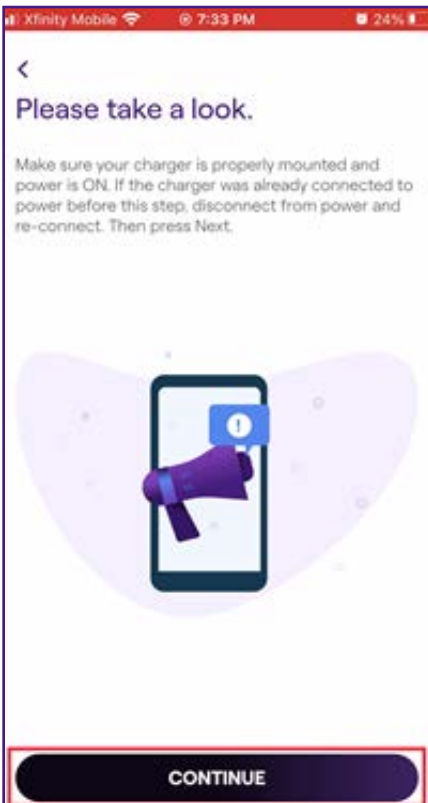 Xfinity Mobile 7:33 PM 24%
Please take a look.
Make sure your charger is properly mounted and
power is ON. If the charger was already connected to
power before this step, disconnect from power and
re-connect. Then press Next.
!
CONTINUE